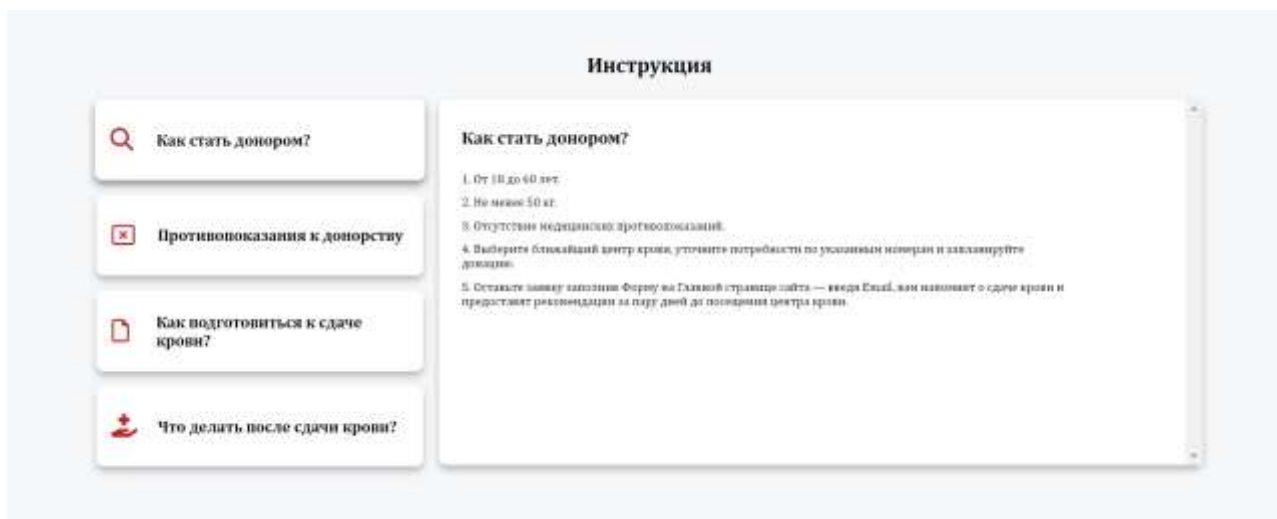 Инструкция
Как стать донором?
Противопоказания к донорству
Как подготовиться к сдаче
крови?
Что делать после сдачи крови?
Как стать донором?
1. От 18 до 60 лет.
2. Не менее 50 кг.
3. Отсутствие медицинских противопоказаний.
4. Выберите ближайший центр крови, уточните потребности по указанным номерам и запланируйте
донацию.
5. Оставьте заявку заполнив Форму на Главной странице сайта — введя Email, вам напомнят о сдаче крови и
предоставят рекомендации за пару дней до посещения центра крови.